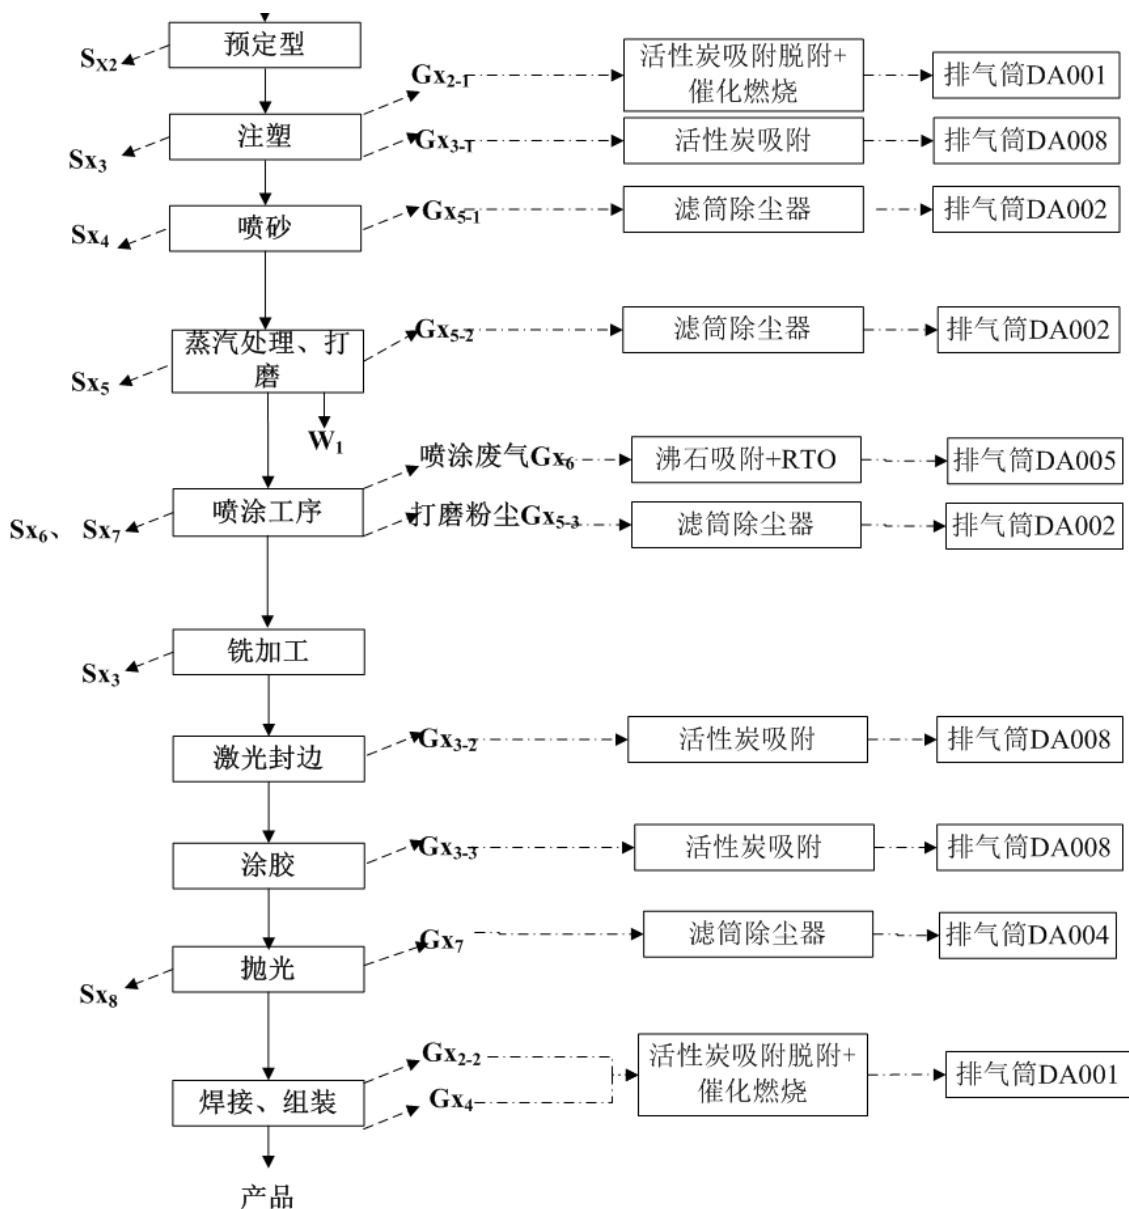 预定型
Sx2
Gx2-1
活性炭吸附脱附+
催化燃烧
排气筒DA001
注塑
Sx3
Gx3-1
活性炭吸附
排气筒DA008
喷砂
Sx4
Gx5-1
滤筒除尘器
排气筒DA002
蒸汽处理、打
磨
Sx5
Gx5-2
滤筒除尘器
排气筒DA002
W1
喷涂废气Gx6
沸石吸附+RTO
排气筒DA005
喷涂工序
Sx6、 Sx7
打磨粉尘Gx5-3
滤筒除尘器
排气筒DA002
铣加工
Sx3
激光封边
Gx3-2
活性炭吸附
排气筒DA008
涂胶
Gx3-3
活性炭吸附
排气筒DA008
抛光
Sx8
Gx7
滤筒除尘器
排气筒DA004
焊接、组装
Gx2-2
Gx4
活性炭吸附脱附+
催化燃烧
排气筒DA001
产品